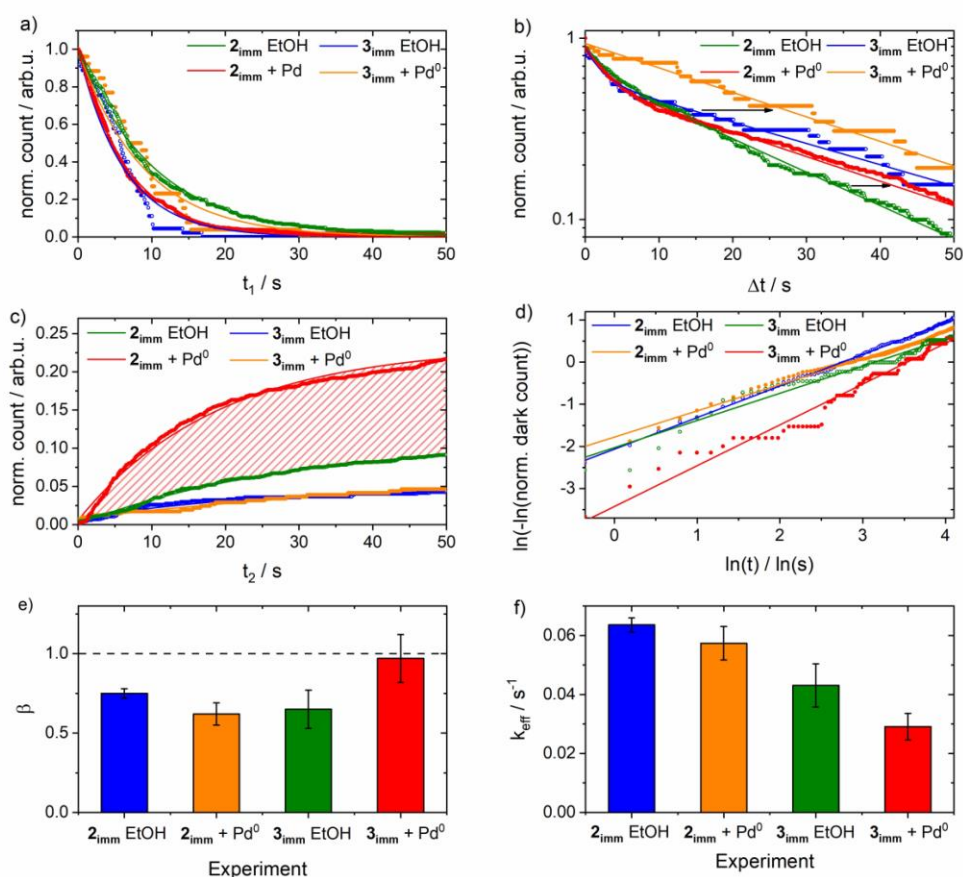 a)
2imm EtOH 3imm EtOH
2imm + Pd 3imm + Pd⁰
norm. count / arb.u.
1.0
0.8
0.6
0.4
0.2
0.0
0 10 20 30 40 50
t₁ / s
b)
2imm EtOH 3imm EtOH
2imm + Pd⁰ 3imm + Pd⁰
norm. count / arb.u.
1
0.1
0 10 20 30 40 50
Δt / s
c)
2imm EtOH 3imm EtOH
2imm + Pd⁰ 3imm + Pd⁰
norm. count / arb.u.
0.25
0.20
0.15
0.10
0.05
0.00
0 10 20 30 40 50
t₂ / s
d)
2imm EtOH 3imm EtOH
2imm + Pd⁰ 3imm + Pd⁰
ln(-ln((norm. dark count))
1
0
-1
-2
-3
0 1 2 3 4
ln(t) / ln(s)
e)
β
1.0
0.5
0.0
2imm EtOH 2imm + Pd⁰ 3imm EtOH 3imm + Pd⁰
Experiment
f)
keff / s⁻¹
0.06
0.04
0.02
0.00
2imm EtOH 2imm + Pd⁰ 3imm EtOH 3imm + Pd⁰
Experiment